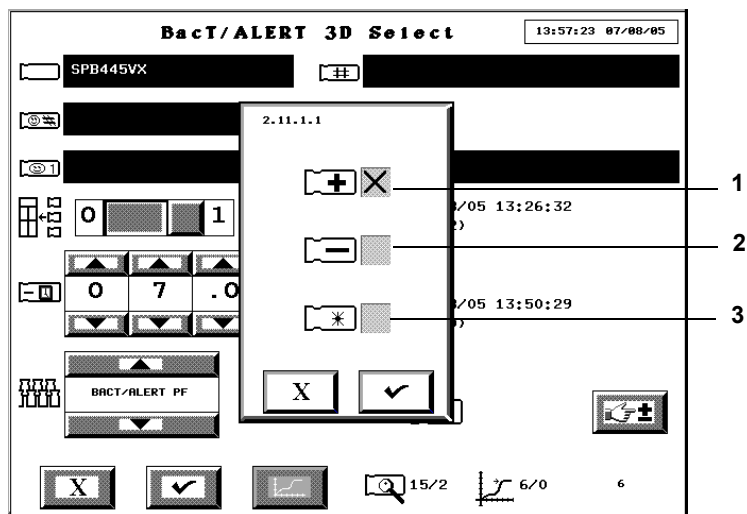 BacT/ALERT 3D Select
13:57:23 07/08/05
SPB445VX
#
1
2.11.1.1
1
0 1
/05 13:26:32
2)
2
0 7 .0
/05 13:50:29
)
3
BACT/ALERT PF
X
X
15/2 6/0 6